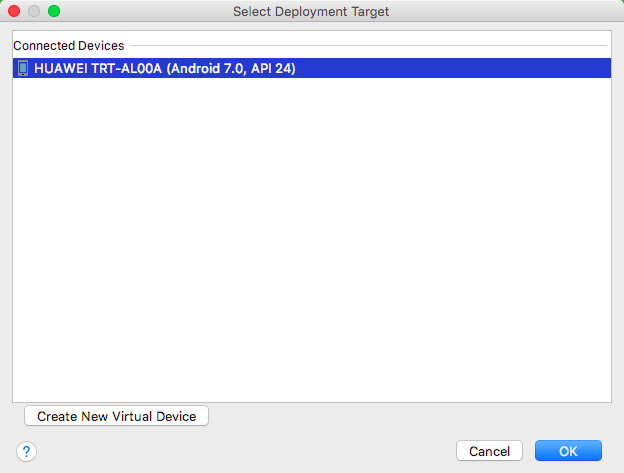 Select Deployment Target
Connected Devices
HUAWEI TRT-AL00A (Android 7.0, API 24)
Create New Virtual Device
?
Cancel
OK